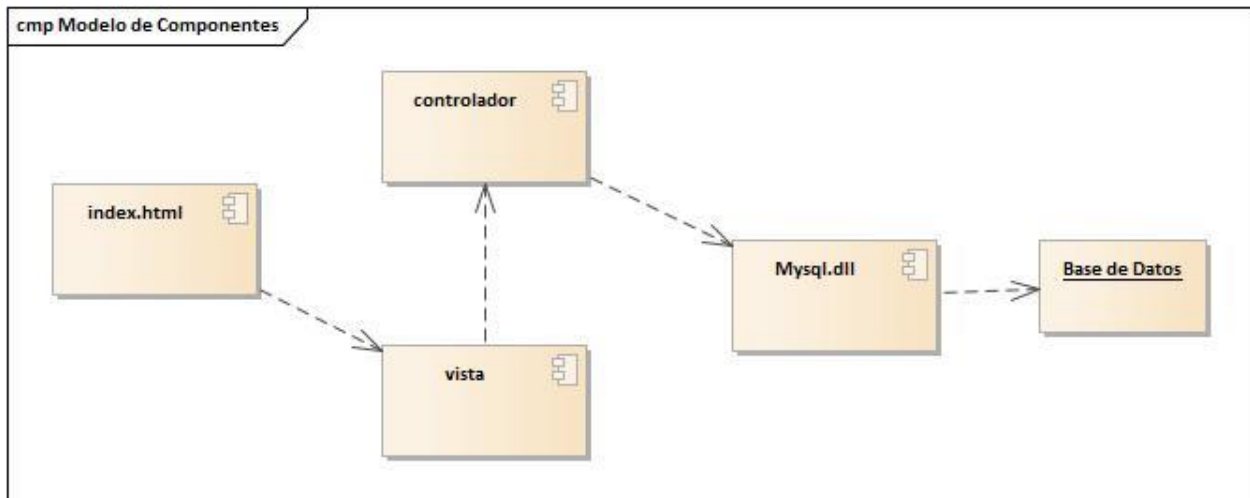 cmp Modelo de Componentes
controlador
index.html
Mysql.dll
Base de Datos
vista